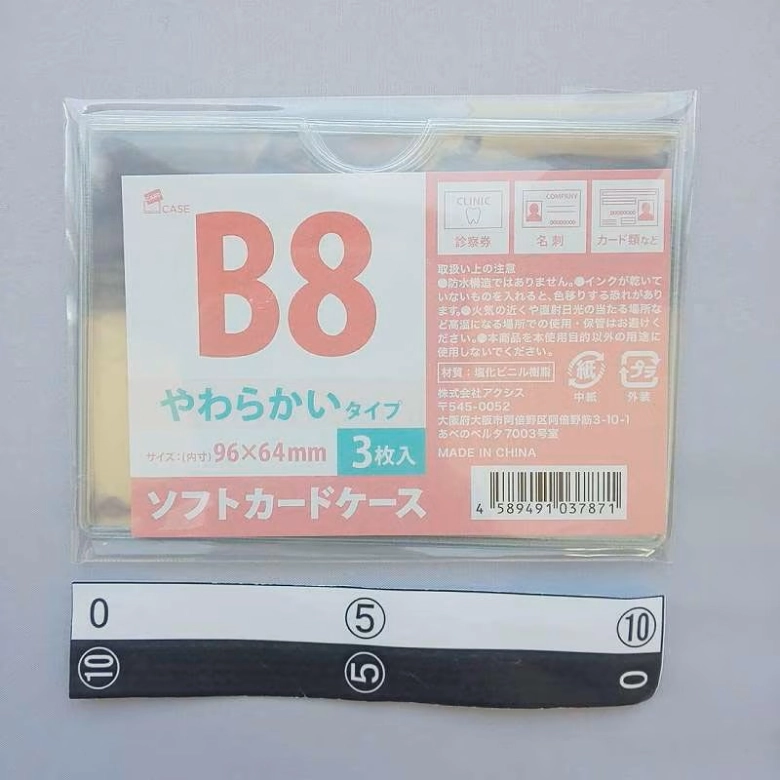 CASE
CASE
B8
やわらかいタイプ
サイズ:(内寸)96×64mm
3枚入
ソフトカードケース
CLINIC
診察券
COMPANY
名刺
カード類など
取扱い上の注意
●防水構造ではありません。●インクが乾いて
いないものを入れると、色移りする恐れがあり
ます。●火気の近くや直射日光の当たる場所な
ど高温になる場所での使用・保管はお避けく
ださい。●本商品を本使用目的以外の用途に
使用しないでください。
材質:塩化ビニル樹脂
紙
中紙
プラ
外装
株式会社アクシス
〒545-0052
大阪府大阪市阿倍野区阿倍野筋3-10-1
あべのベルタ7003号室
MADE IN CHINA
4 589491 037871
0 ⑤ ⑩
⑩ ⑤ 0